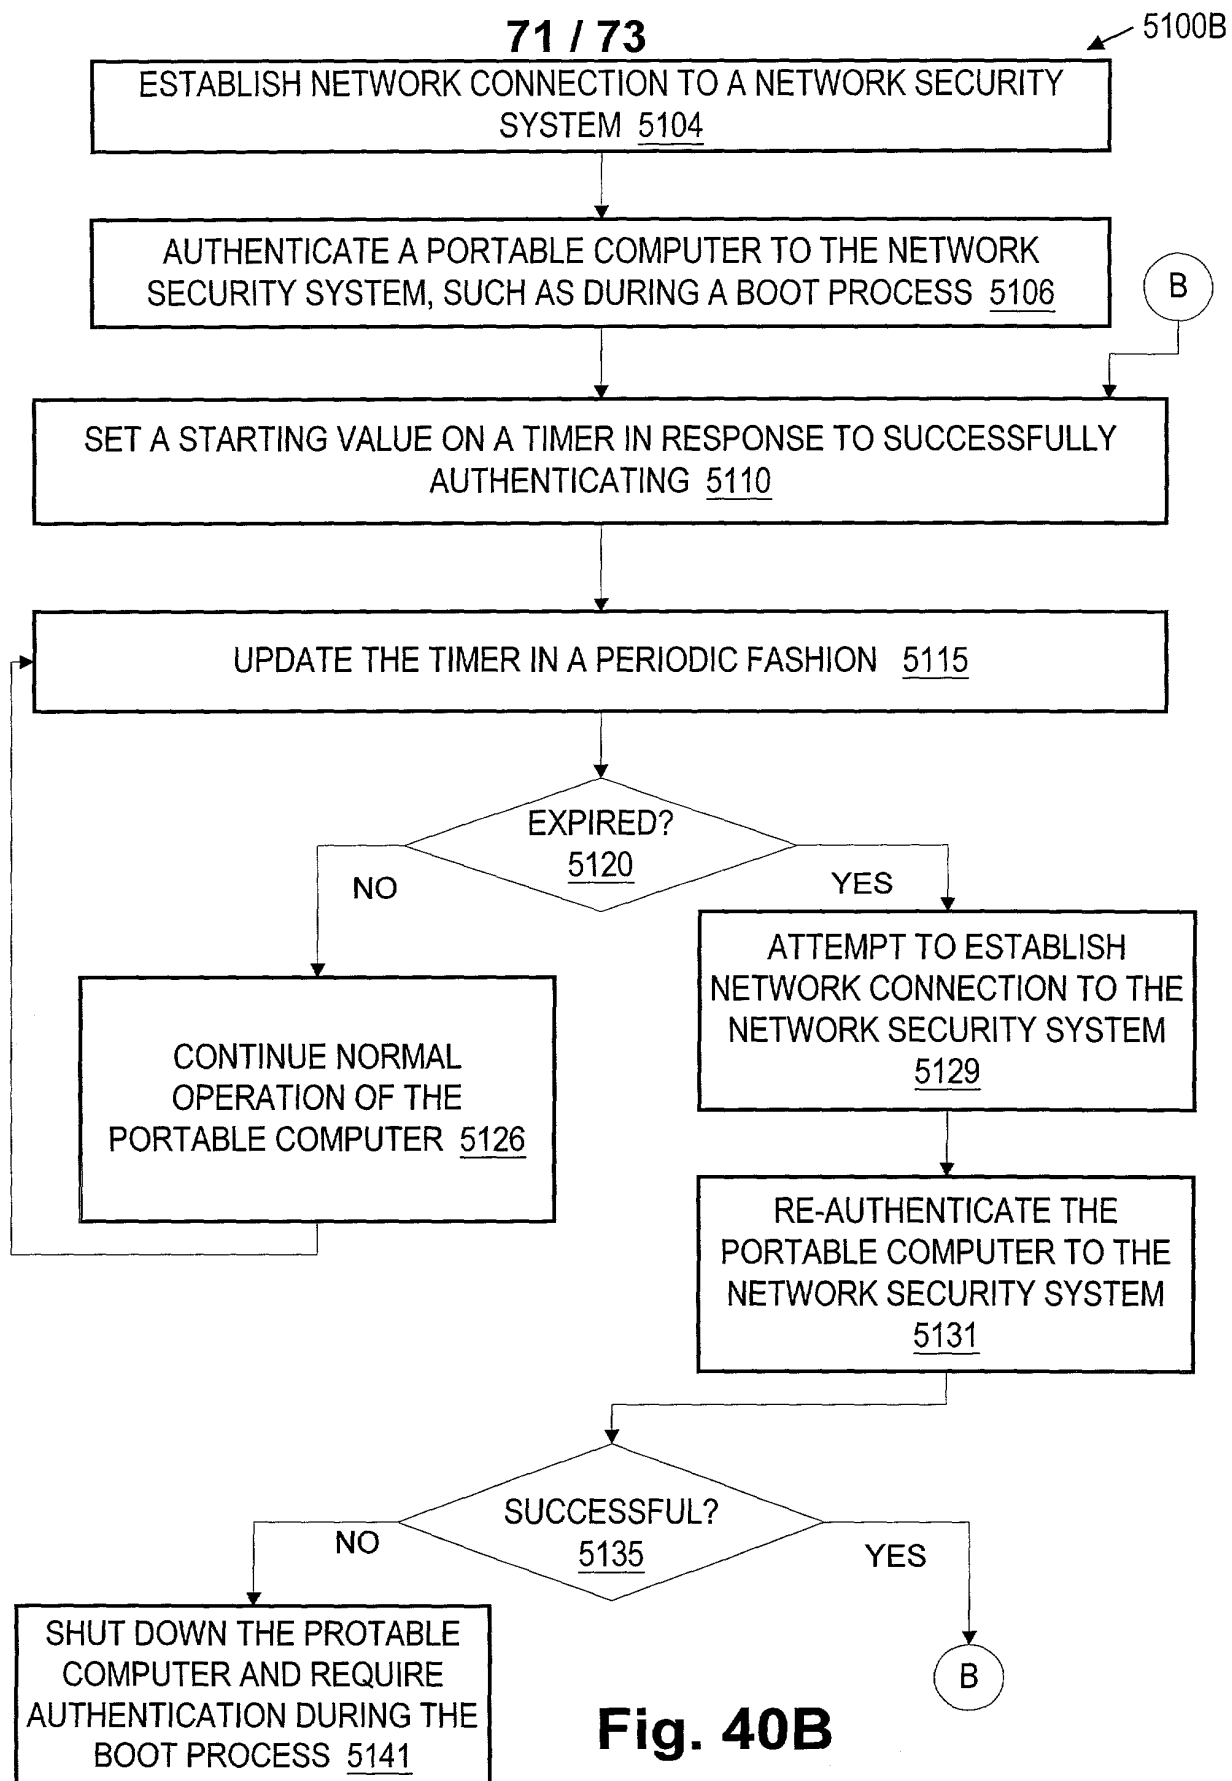 71 / 73
5100B
ESTABLISH NETWORK CONNECTION TO A NETWORK SECURITY
SYSTEM 5104
AUTHENTICATE A PORTABLE COMPUTER TO THE NETWORK
SECURITY SYSTEM, SUCH AS DURING A BOOT PROCESS 5106
B
SET A STARTING VALUE ON A TIMER IN RESPONSE TO SUCCESSFULLY
AUTHENTICATING 5110
UPDATE THE TIMER IN A PERIODIC FASHION 5115
EXPIRED?
5120
NO
YES
CONTINUE NORMAL
OPERATION OF THE
PORTABLE COMPUTER 5126
ATTEMPT TO ESTABLISH
NETWORK CONNECTION TO THE
NETWORK SECURITY SYSTEM
5129
RE-AUTHENTICATE THE
PORTABLE COMPUTER TO THE
NETWORK SECURITY SYSTEM
5131
SUCCESSFUL?
5135
NO
YES
SHUT DOWN THE PROTABLE
COMPUTER AND REQUIRE
AUTHENTICATION DURING THE
BOOT PROCESS 5141
B
Fig. 40B